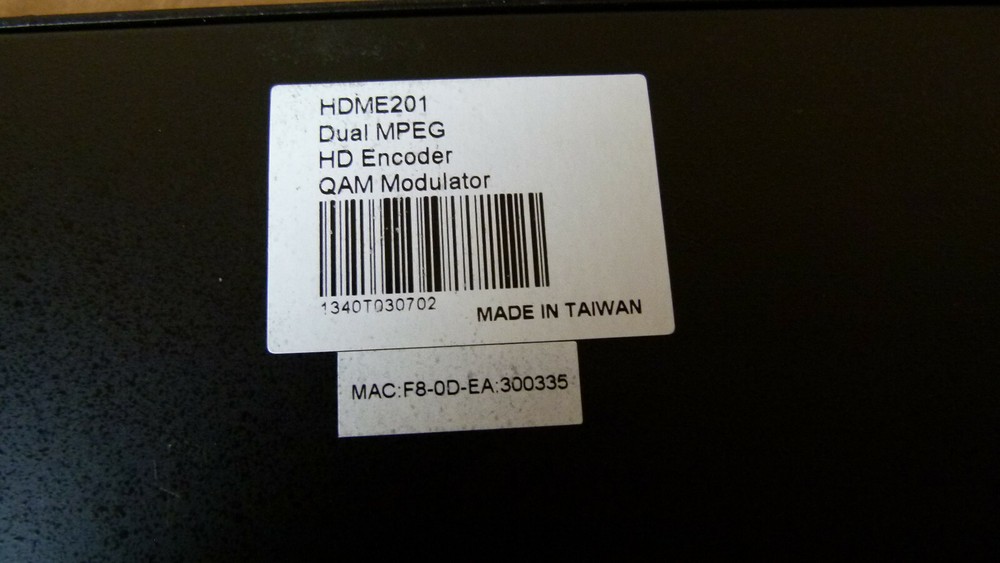 HDME201
Dual MPEG
HD Encoder
QAM Modulator
1340T030702
MADE IN TAIWAN
MAC:F8-0D-EA:300335